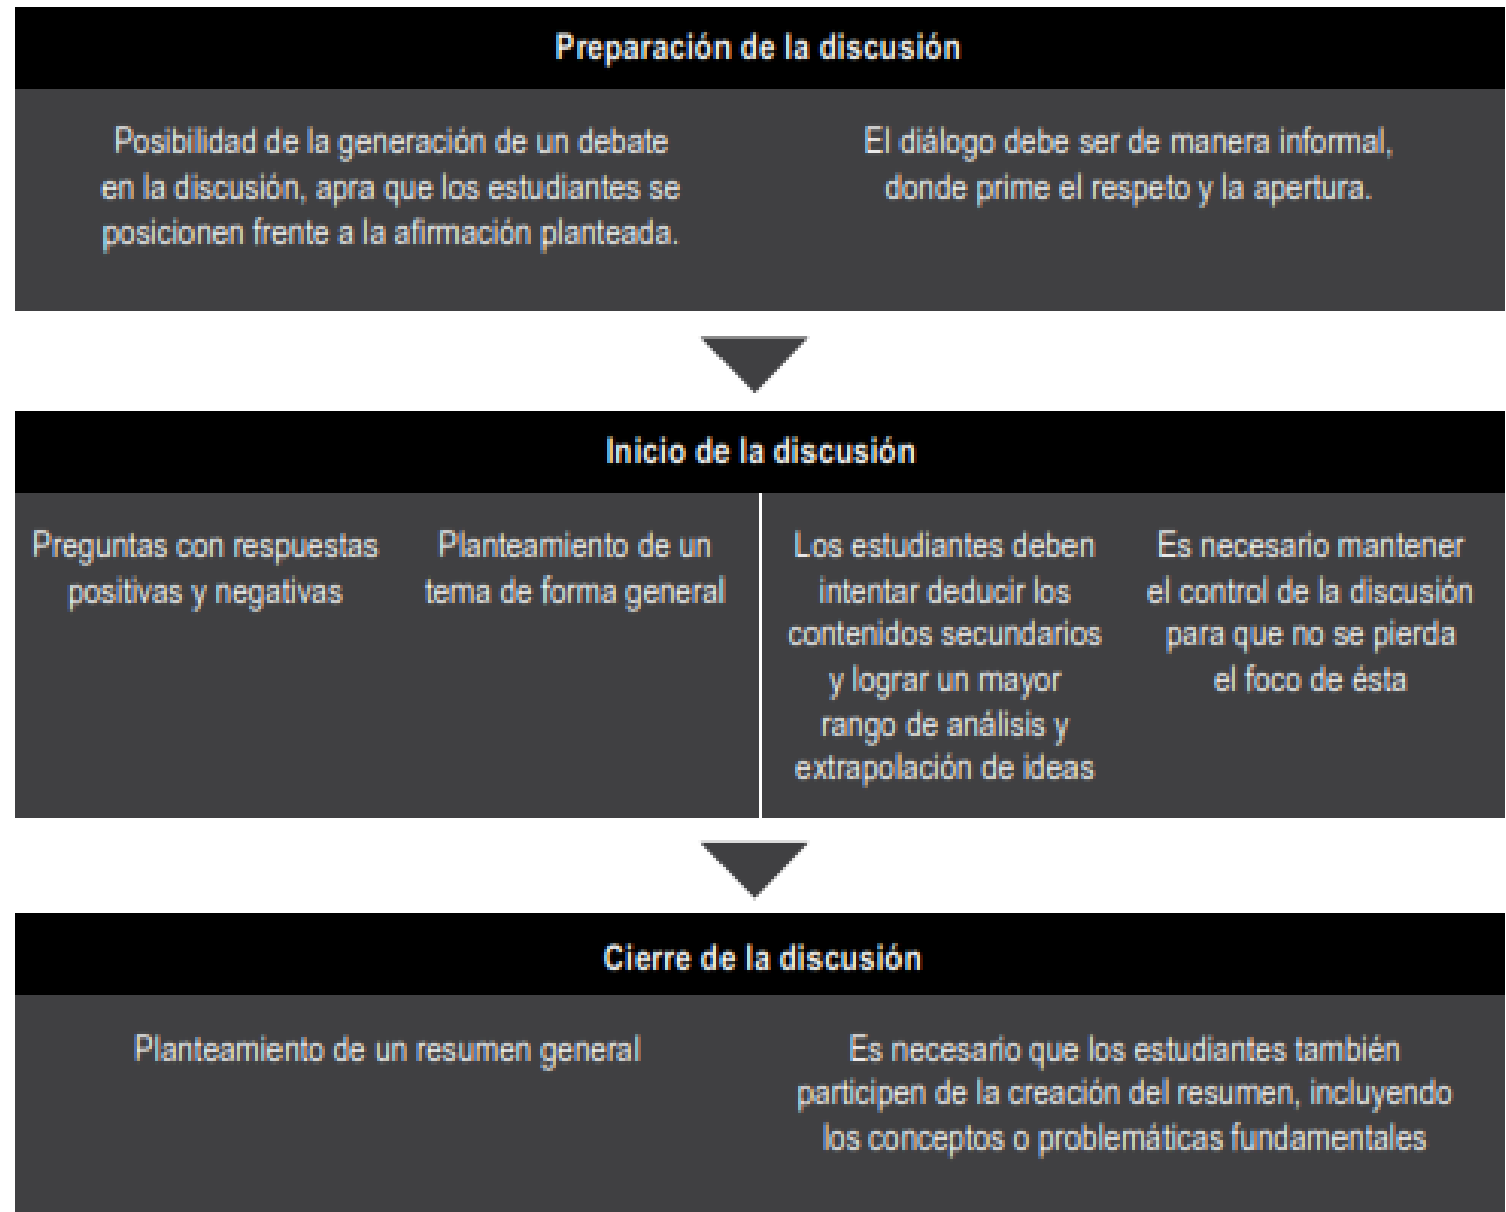 Preparación de la discusión
Posibilidad de la generación de un debate
en la discusión, apra que los estudiantes se
posicionen frente a la afirmación planteada.
El diálogo debe ser de manera informal,
donde prime el respeto y la apertura.
Inicio de la discusión
Preguntas con respuestas
positivas y negativas
Planteamiento de un
tema de forma general
Los estudiantes deben
intentar deducir los
contenidos secundarios
y lograr un mayor
rango de análisis y
extrapolación de ideas
Es necesario mantener
el control de la discusión
para que no se pierda
el foco de ésta
Cierre de la discusión
Planteamiento de un resumen general
Es necesario que los estudiantes también
participen de la creación del resumen, incluyendo
los conceptos o problemáticas fundamentales